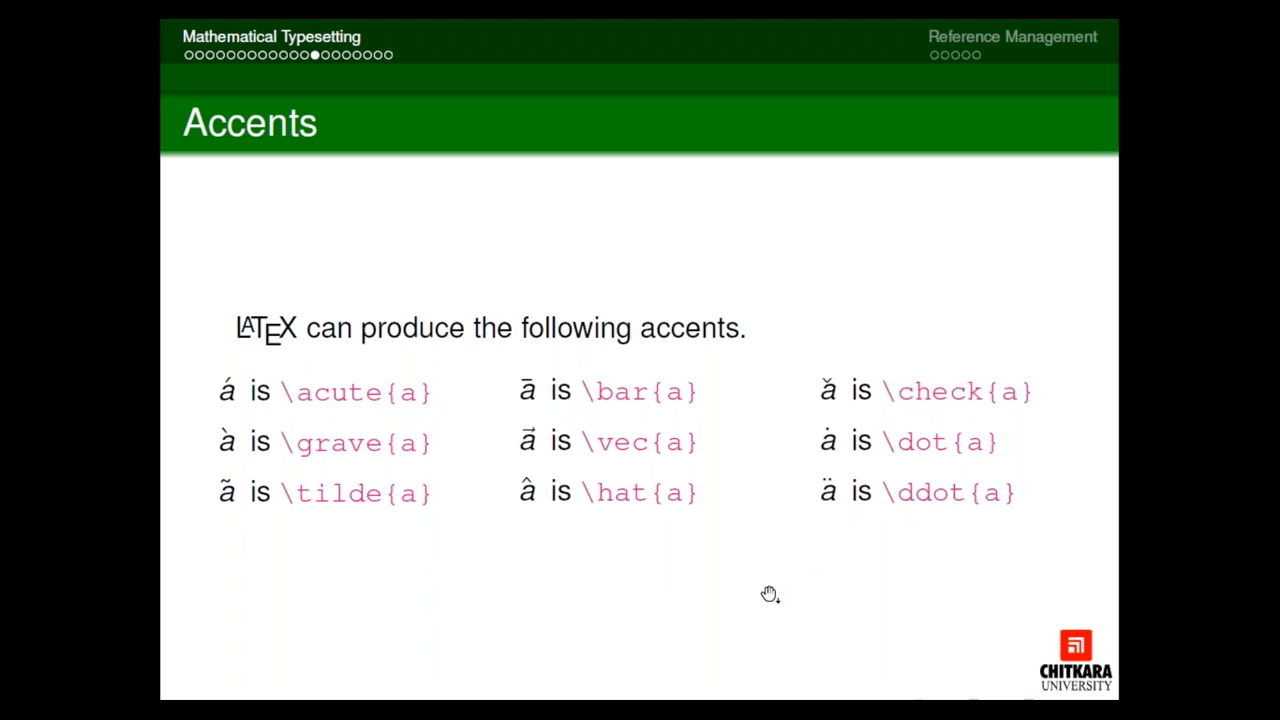 Mathematical Typesetting Reference Management
Accents
LATEX can produce the following accents.
á is \acute{a} ā is \bar{a} ǎ is \check{a}
à is \grave{a} a⃗ is \vec{a} ȧ is \dot{a}
ã is \tilde{a} â is \hat{a} ä is \ddot{a}
CHITKARA
UNIVERSITY